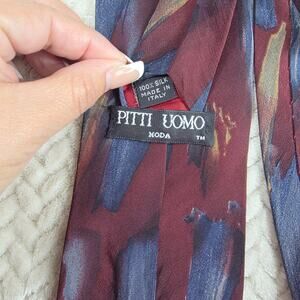 100% SILK
MADE IN
ITALY
PITTI UOMO
MODA
TM